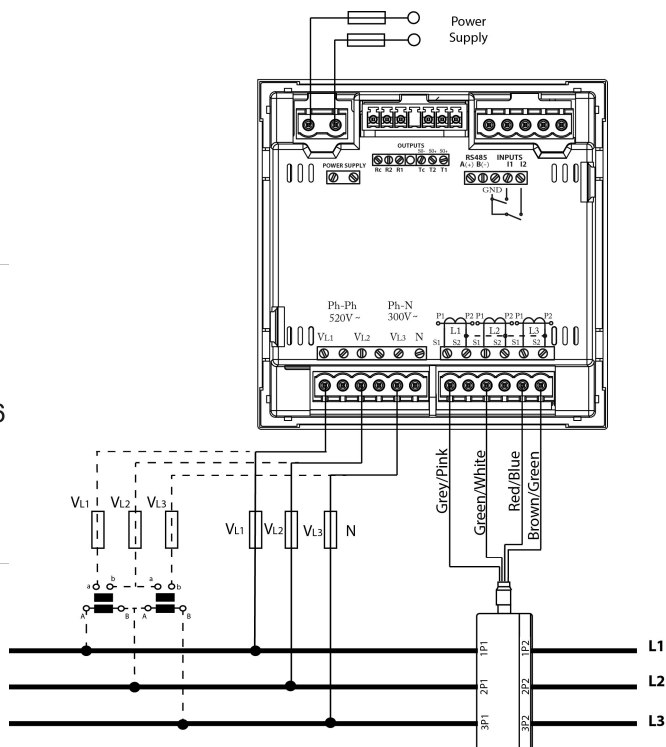 Power
Supply
OUTPUTS
SO- SO+ SO+
POWER SUPPLY
Rc R2 R1 Tc T2 T1
RS485 INPUTS
A(+) B(-) I1 I2
GND
Ph-Ph Ph-N
520V~ 300V~
VL1 VL2 VL3 N
P1 P2 P1 P2 P1 P2
L1 L2 L3
S1 S2 S1 S2 S1 S2
6
Grey/Pink
Green/White
Red/Blue
Brown/Green
VL1 VL2 VL3
VL1 VL2 VL3 N
a b a b
A B A B
1P1 1P2 L1
2P1 2P2 L2
3P1 3P2 L3